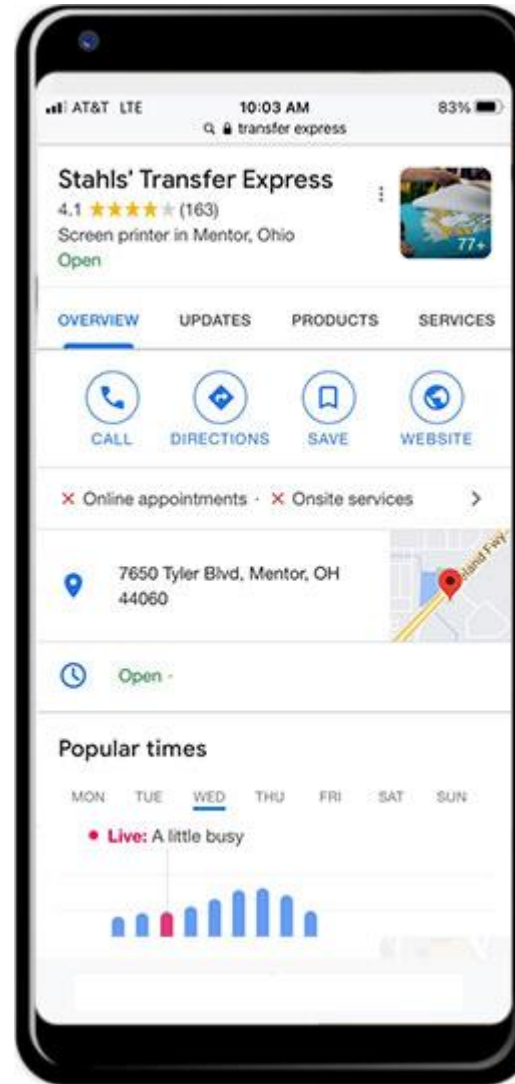 AT&T LTE 10:03 AM 83%
transfer express
Stahls' Transfer Express
4.1 (163)
Screen printer in Mentor, Ohio
Open
77+
OVERVIEW UPDATES PRODUCTS SERVICES
CALL DIRECTIONS SAVE WEBSITE
× Online appointments · × Onsite services
7650 Tyler Blvd, Mentor, OH
44060
eland Fwy
Open -
Popular times
MON TUE WED THU FRI SAT SUN
Live: A little busy